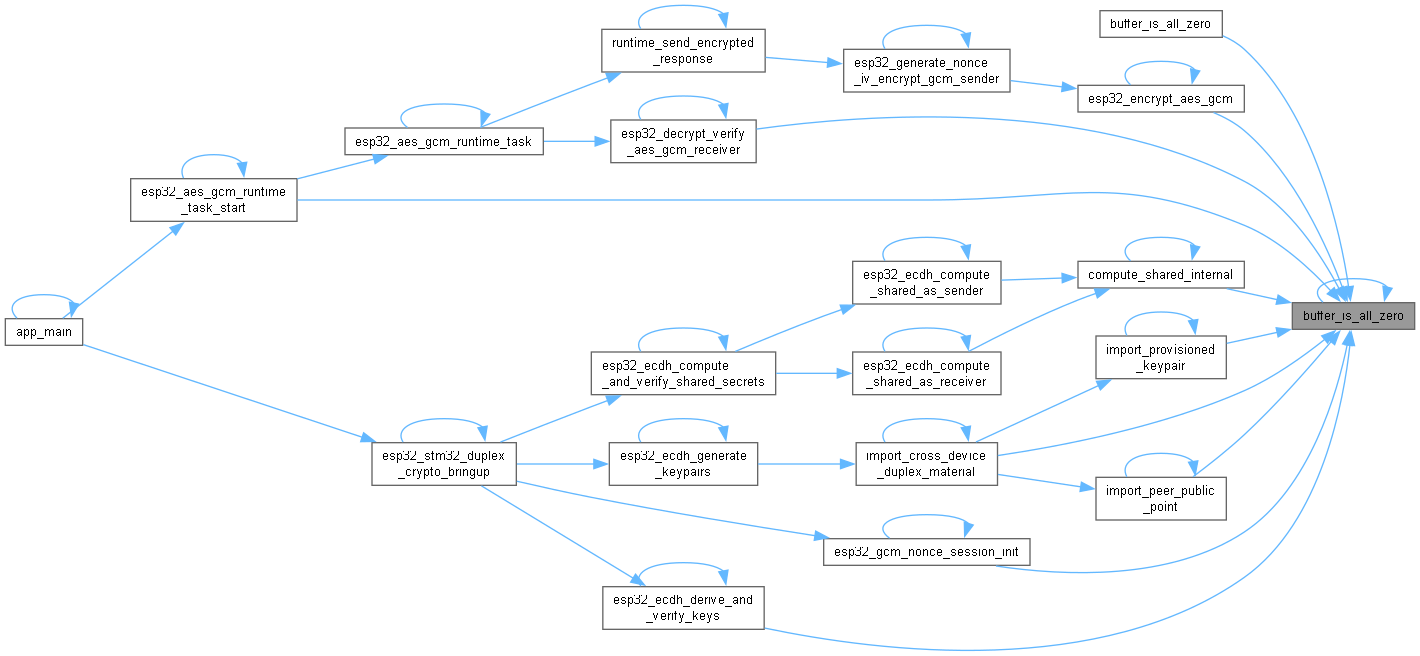 runtime_send_encrypted
_response
buffer_is_all_zero
esp32_generate_nonce
_iv_encrypt_gcm_sender
esp32_encrypt_aes_gcm
esp32_aes_gcm_runtime_task
esp32_decrypt_verify
_aes_gcm_receiver
esp32_aes_gcm_runtime
_task_start
esp32_ecdh_compute
_shared_as_sender
compute_shared_internal
app_main
buffer_is_all_zero
esp32_ecdh_compute
_and_verify_shared_secrets
esp32_ecdh_compute
_shared_as_receiver
import_provisioned
_keypair
esp32_stm32_duplex
_crypto_bringup
esp32_ecdh_generate
_keypairs
import_cross_device
_duplex_material
import_peer_public
_point
esp32_gcm_nonce_session_init
esp32_ecdh_derive_and
_verify_keys